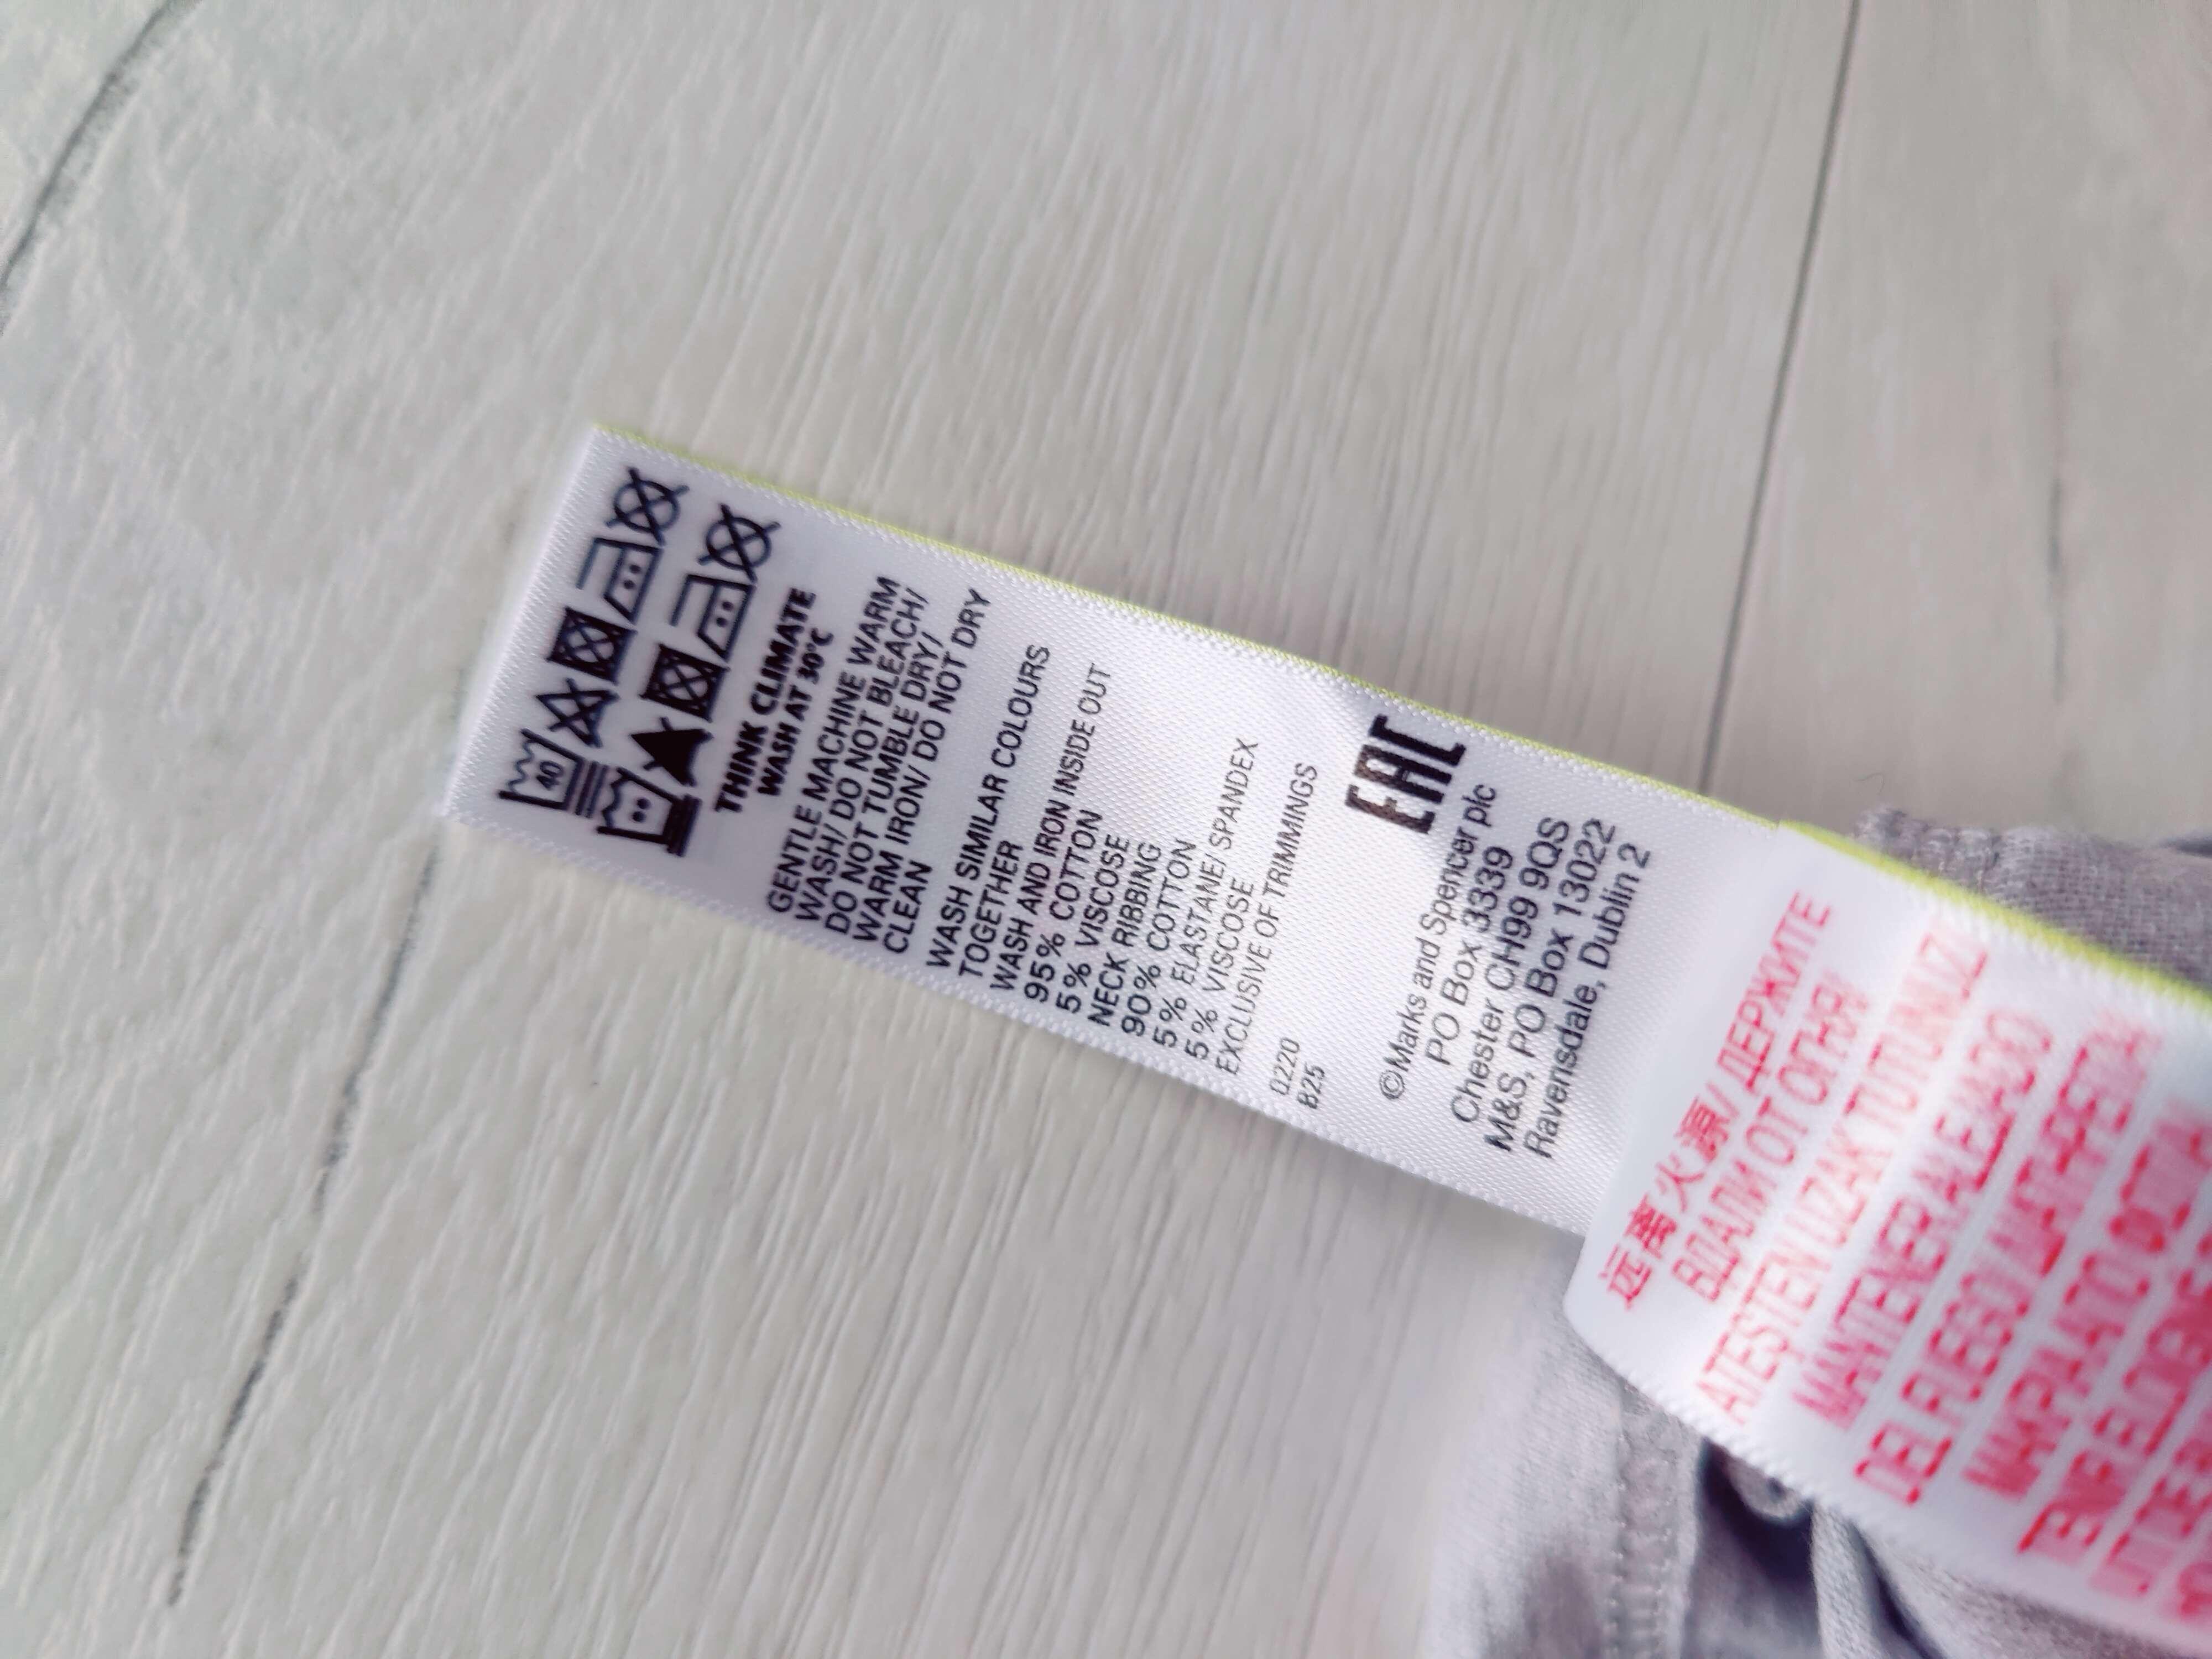 40
THINK CLIMATE
WASH AT 30°C
GENTLE MACHINE WARM
WASH/ DO NOT BLEACH/
DO NOT TUMBLE DRY/
WARM IRON/ DO NOT DRY
CLEAN
WASH SIMILAR COLOURS
TOGETHER
WASH AND IRON INSIDE OUT
95% COTTON
5% VISCOSE
NECK RIBBING
90% COTTON
5% ELASTANE/ SPANDEX
5% VISCOSE
EXCLUSIVE OF TRIMMINGS
0220
B25
EAC
©Marks and Spencer plc
PO Box 3339
Chester CH99 9QS
M&S, PO Box 13022
Ravensdale, Dublin 2
远离火源/ ДЕРЖИТЕ
ВДАЛИ ОТ ОГНЯ/
ATESTEN UZAK TUTUNUZ
MANTENER ALEJADO
DEL FUEGO